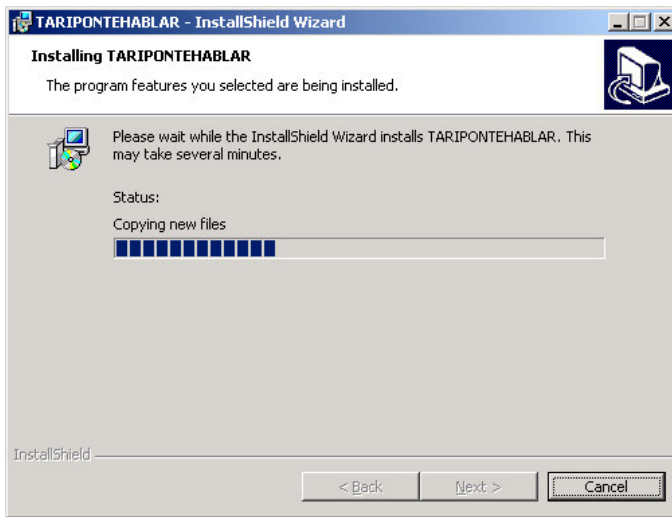 TARIPONTEHABLAR - InstallShield Wizard
Installing TARIPONTEHABLAR
The program features you selected are being installed.
Please wait while the InstallShield Wizard installs TARIPONTEHABLAR. This
may take several minutes.
Status:
Copying new files
InstallShield
< Back
Next >
Cancel